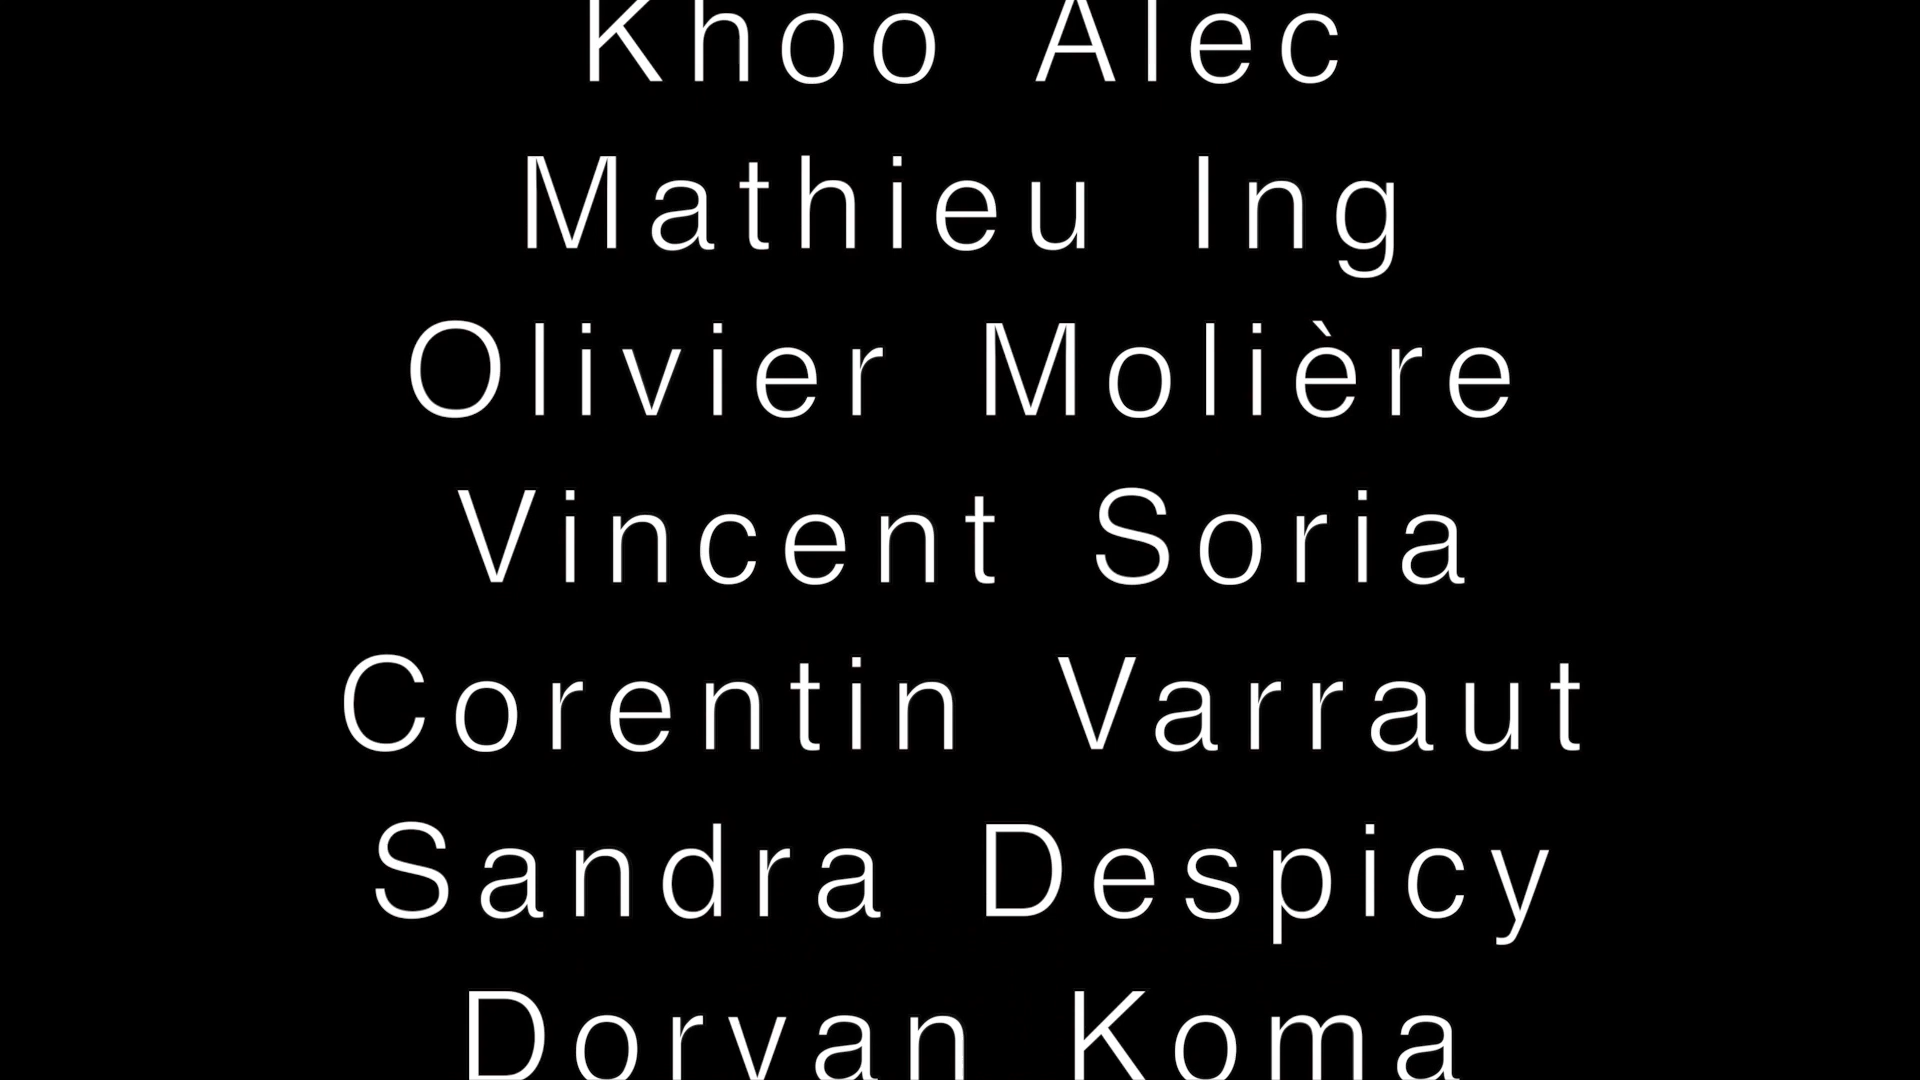 Khoo Alec
Mathieu Ing
Olivier Molière
Vincent Soria
Corentin Varraut
Sandra Despicy
Dorvan Koma